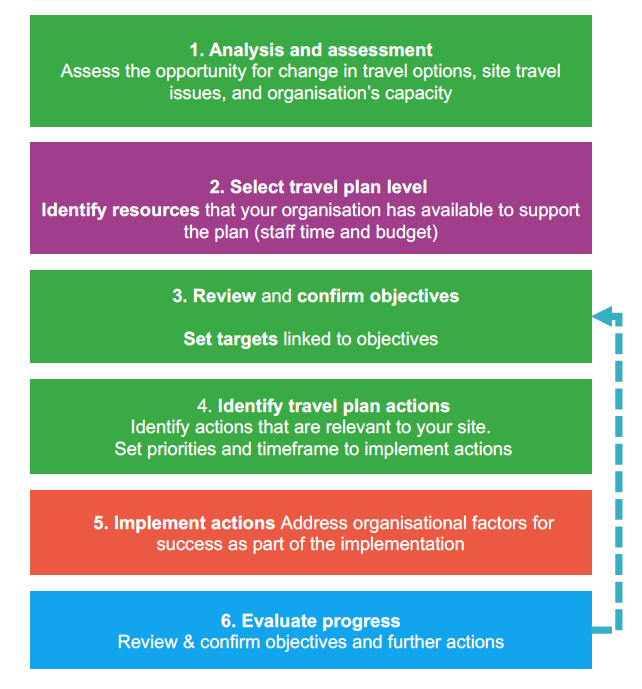 1. Analysis and assessment
Assess the opportunity for change in travel options, site travel
issues, and organisation's capacity
2. Select travel plan level
Identify resources that your organisation has available to support
the plan (staff time and budget)
3. Review and confirm objectives
Set targets linked to objectives
4. Identify travel plan actions
Identify actions that are relevant to your site.
Set priorities and timeframe to implement actions
5. Implement actions Address organisational factors for
success as part of the implementation
6. Evaluate progress
Review & confirm objectives and further actions